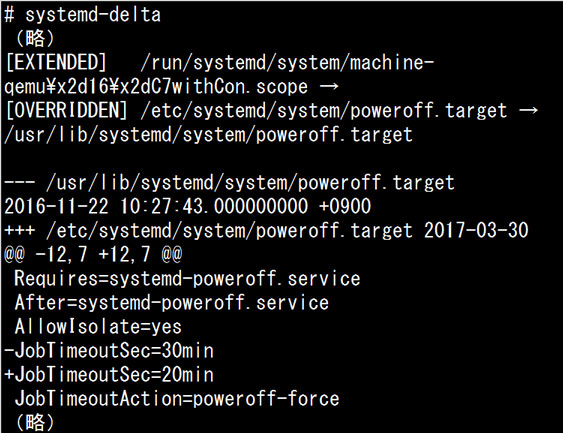 # systemd-delta
（略）
[EXTENDED]   /run/systemd/system/machine-
qemu¥x2d16¥x2dC7withCon.scope →
[OVERRIDDEN] /etc/systemd/system/poweroff.target →
/usr/lib/systemd/system/poweroff.target

--- /usr/lib/systemd/system/poweroff.target
2016-11-22 10:27:43.000000000 +0900
+++ /etc/systemd/system/poweroff.target 2017-03-30
@@ -12,7 +12,7 @@
 Requires=systemd-poweroff.service
 After=systemd-poweroff.service
 AllowIsolate=yes
-JobTimeoutSec=30min
+JobTimeoutSec=20min
 JobTimeoutAction=poweroff-force
（略）